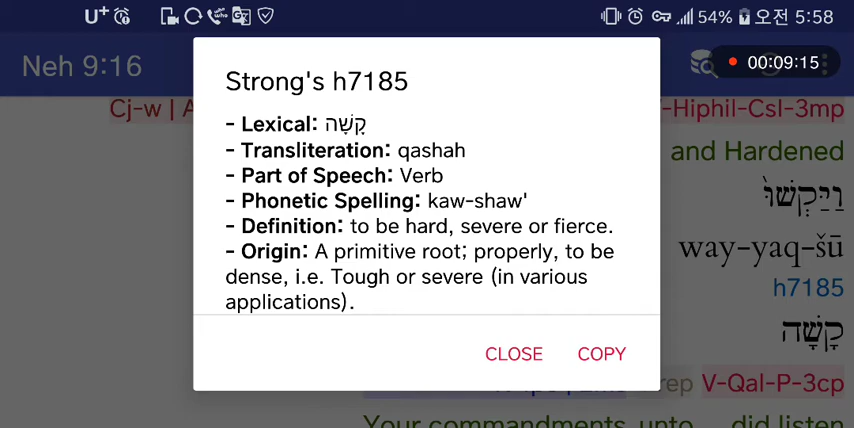 U+ 54% 오전 5:58
Neh 9:16
00:09:15
Strong's h7185
- Lexical: קָשָׁה
- Transliteration: qashah
- Part of Speech: Verb
- Phonetic Spelling: kaw-shaw'
- Definition: to be hard, severe or fierce.
- Origin: A primitive root; properly, to be
dense, i.e. Tough or severe (in various
applications).
CLOSE COPY
Cj-w |
-Hiphil-CsI-3mp
and Hardened
וַיַּקְשׁוּ֙
way-yaq-šū
h7185
קָשָׁה
V-Qal-P-3cp
Your commandments unto did listen